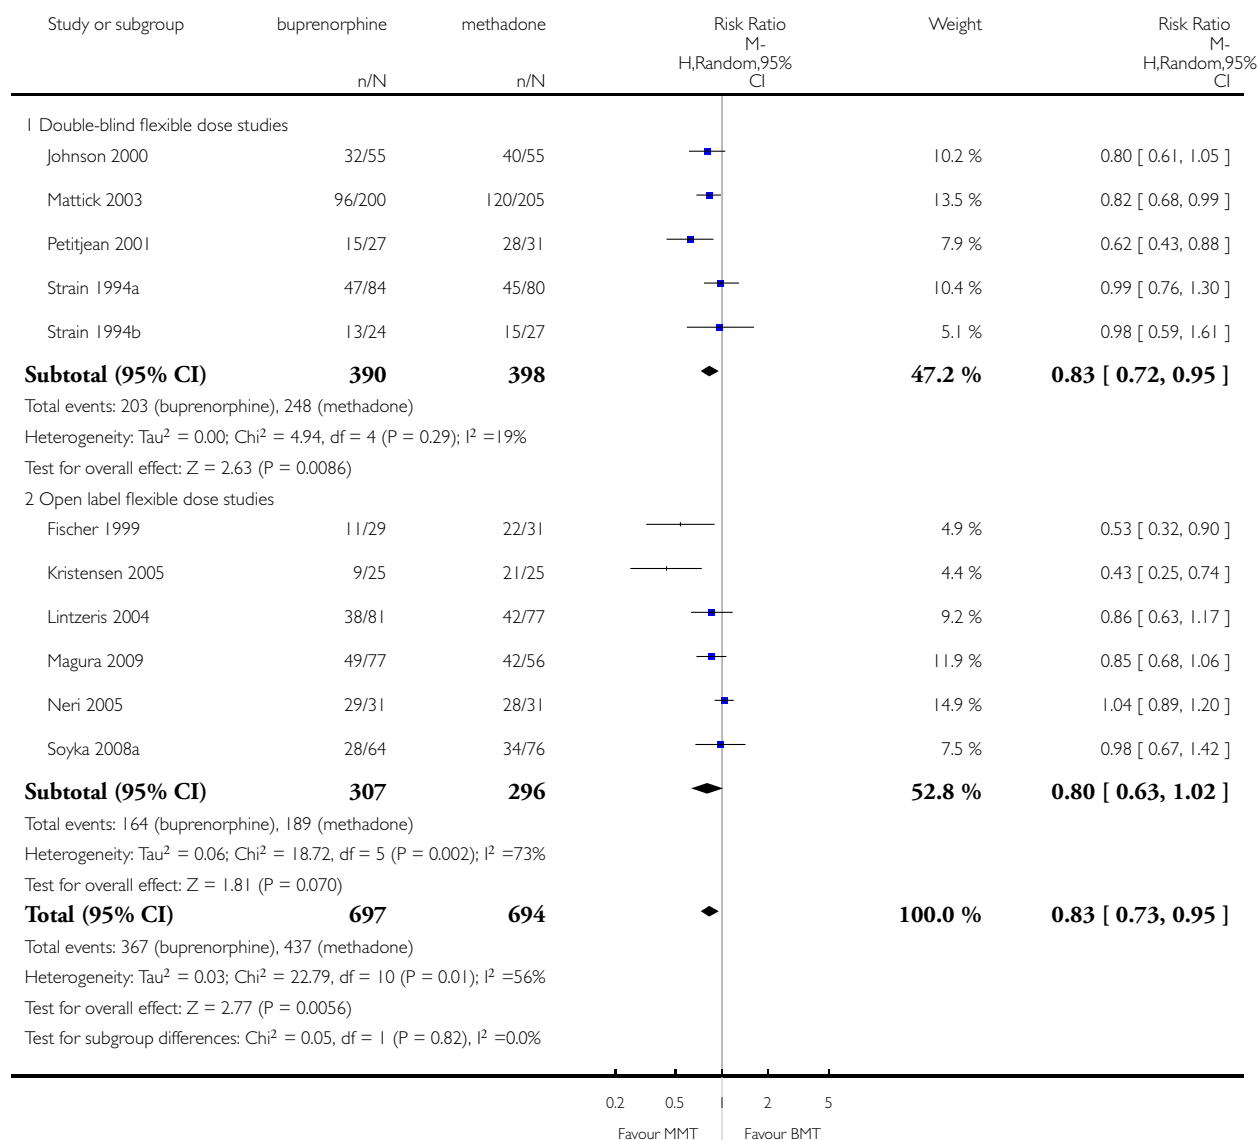 Study or subgroup buprenorphine methadone Risk Ratio Weight Risk Ratio
M- M-
H,Random,95% H,Random,95%
n/N n/N CI CI
1 Double-blind flexible dose studies
Johnson 2000 32/55 40/55 10.2 % 0.80 [ 0.61, 1.05 ]
Mattick 2003 96/200 120/205 13.5 % 0.82 [ 0.68, 0.99 ]
Petitjean 2001 15/27 28/31 7.9 % 0.62 [ 0.43, 0.88 ]
Strain 1994a 47/84 45/80 10.4 % 0.99 [ 0.76, 1.30 ]
Strain 1994b 13/24 15/27 5.1 % 0.98 [ 0.59, 1.61 ]
Subtotal (95% CI) 390 398 47.2 % 0.83 [ 0.72, 0.95 ]
Total events: 203 (buprenorphine), 248 (methadone)
Heterogeneity: Tau² = 0.00; Chi² = 4.94, df = 4 (P = 0.29); I² =19%
Test for overall effect: Z = 2.63 (P = 0.0086)
2 Open label flexible dose studies
Fischer 1999 11/29 22/31 4.9 % 0.53 [ 0.32, 0.90 ]
Kristensen 2005 9/25 21/25 4.4 % 0.43 [ 0.25, 0.74 ]
Lintzeris 2004 38/81 42/77 9.2 % 0.86 [ 0.63, 1.17 ]
Magura 2009 49/77 42/56 11.9 % 0.85 [ 0.68, 1.06 ]
Neri 2005 29/31 28/31 14.9 % 1.04 [ 0.89, 1.20 ]
Soyka 2008a 28/64 34/76 7.5 % 0.98 [ 0.67, 1.42 ]
Subtotal (95% CI) 307 296 52.8 % 0.80 [ 0.63, 1.02 ]
Total events: 164 (buprenorphine), 189 (methadone)
Heterogeneity: Tau² = 0.06; Chi² = 18.72, df = 5 (P = 0.002); I² =73%
Test for overall effect: Z = 1.81 (P = 0.070)
Total (95% CI) 697 694 100.0 % 0.83 [ 0.73, 0.95 ]
Total events: 367 (buprenorphine), 437 (methadone)
Heterogeneity: Tau² = 0.03; Chi² = 22.79, df = 10 (P = 0.01); I² =56%
Test for overall effect: Z = 2.77 (P = 0.0056)
Test for subgroup differences: Chi² = 0.05, df = 1 (P = 0.82), I² =0.0%
0.2 0.5 1 2 5
Favour MMT Favour BMT